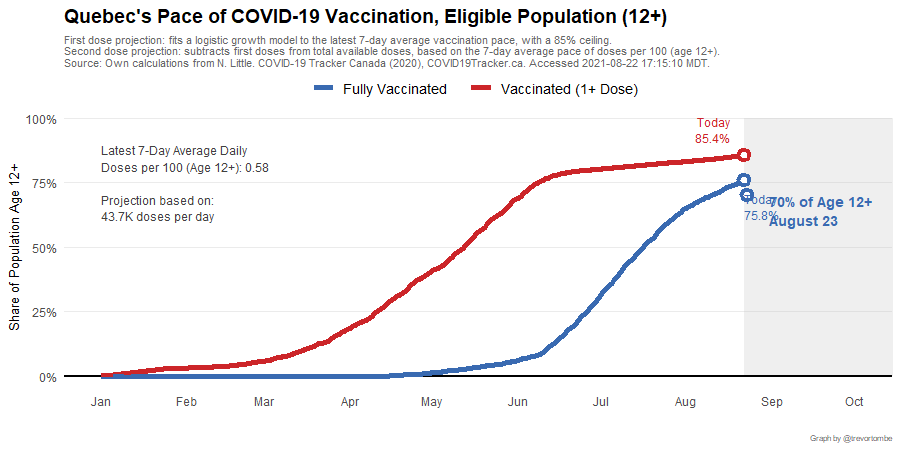 Quebec's Pace of COVID-19 Vaccination, Eligible Population (12+)
First dose projection: fits a logistic growth model to the latest 7-day average vaccination pace, with a 85% ceiling.
Second dose projection: subtracts first doses from total available doses, based on the 7-day average pace of doses per 100 (age 12+).
Source: Own calculations from N. Little. COVID-19 Tracker Canada (2020), COVID19Tracker.ca. Accessed 2021-08-22 17:15:10 MDT.
Fully Vaccinated
Vaccinated (1+ Dose)
Share of Population Age 12+
100%
75%
50%
25%
0%
Latest 7-Day Average Daily
Doses per 100 (Age 12+): 0.58
Projection based on:
43.7K doses per day
Today
85.4%
Today
75.8%
70% of Age 12+
August 23
Jan
Feb
Mar
Apr
May
Jun
Jul
Aug
Sep
Oct
Graph by @trevortombe